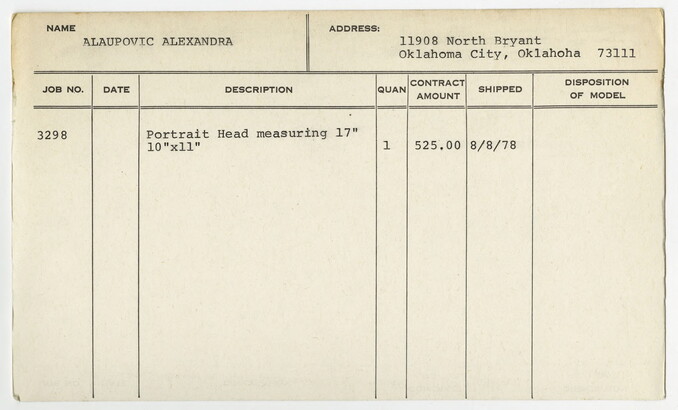 NAME
ALAUPOVIC ALEXANDRA
ADDRESS:
11908 North Bryant
Oklahoma City, Oklahoha 73111
JOB NO. DATE DESCRIPTION QUAN CONTRACT AMOUNT SHIPPED DISPOSITION OF MODEL
3298 Portrait Head measuring 17"
10"x11" 1 525.00 8/8/78